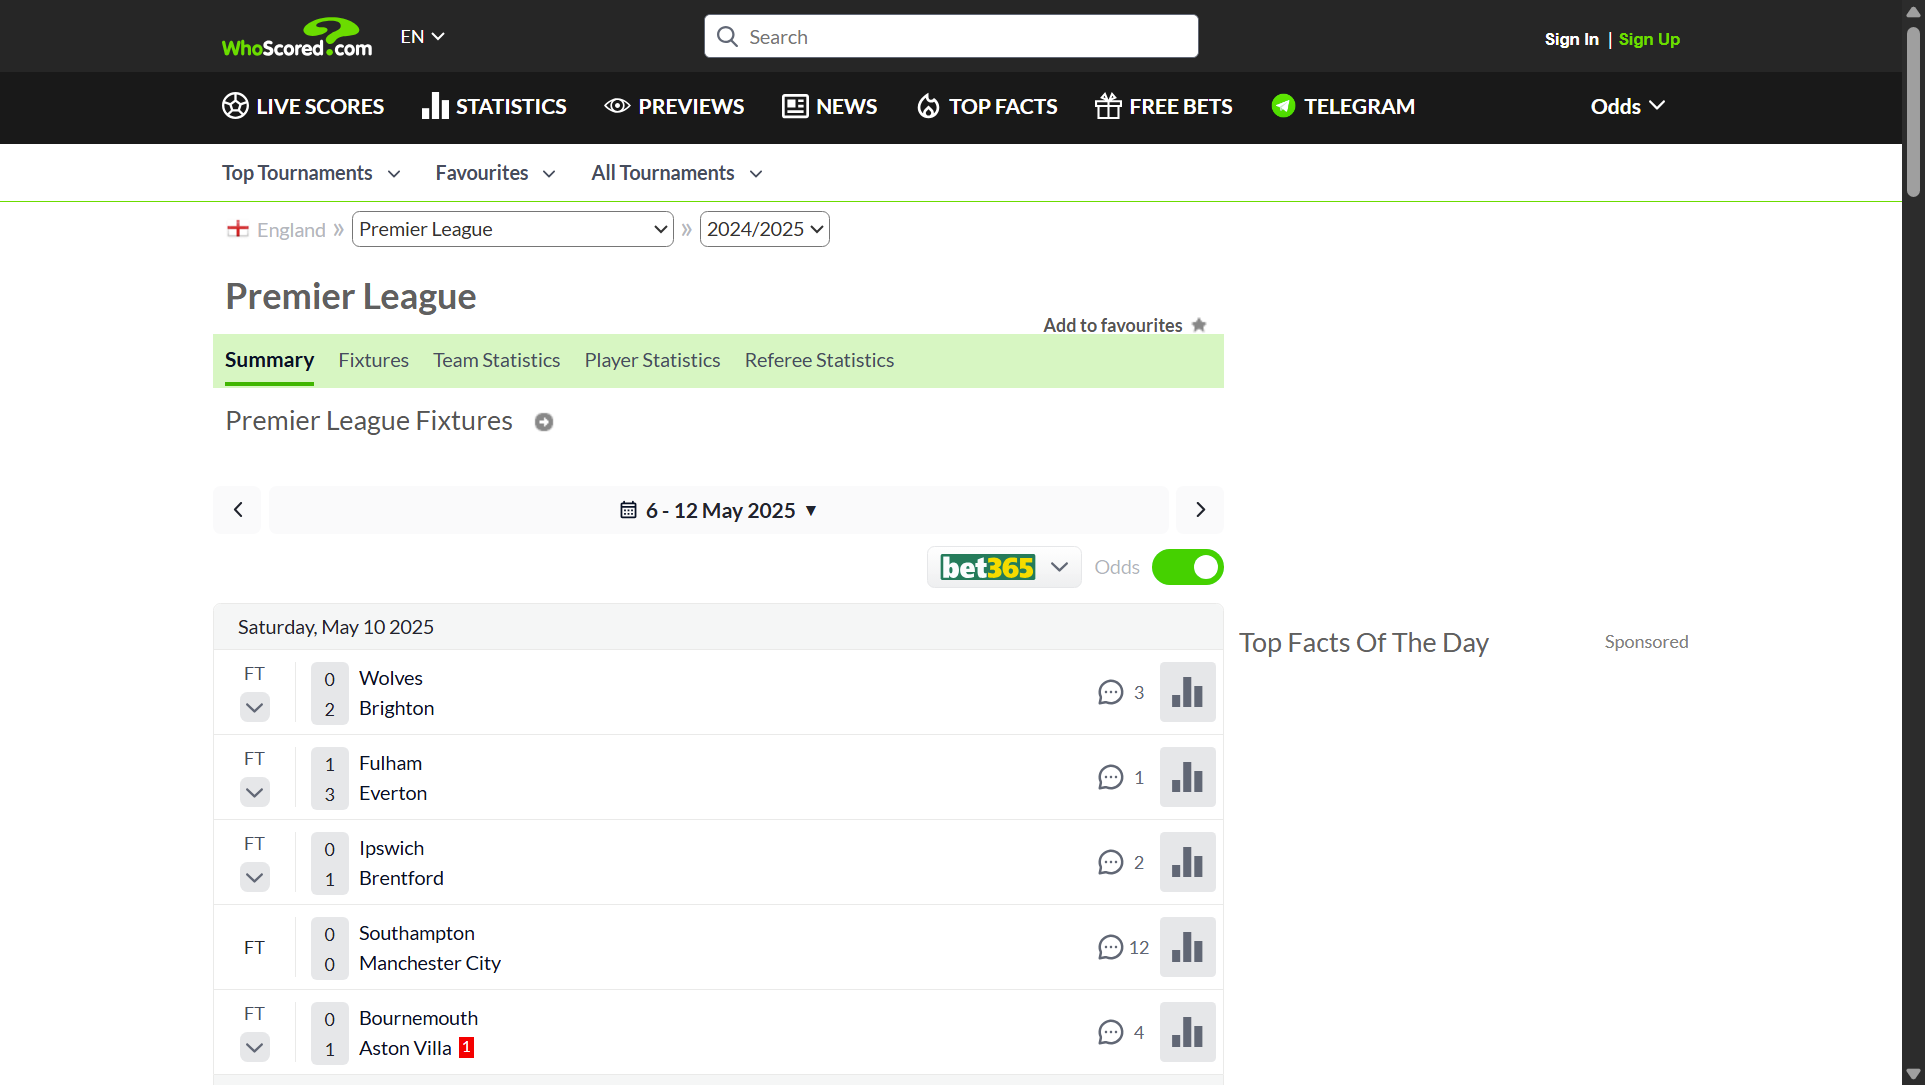 WhoScored.com
EN
Search
Sign In | Sign Up
LIVE SCORES
STATISTICS
PREVIEWS
NEWS
TOP FACTS
FREE BETS
TELEGRAM
Odds
Top Tournaments
Favourites
All Tournaments
England » Premier League » 2024/2025
Premier League
Add to favourites
Summary
Fixtures
Team Statistics
Player Statistics
Referee Statistics
Premier League Fixtures
6 - 12 May 2025 ▼
bet365
Odds
Saturday, May 10 2025
FT
0 Wolves
2 Brighton
3
FT
1 Fulham
3 Everton
1
FT
0 Ipswich
1 Brentford
2
FT
0 Southampton
0 Manchester City
12
FT
0 Bournemouth
1 Aston Villa 1
4
Top Facts Of The Day
Sponsored